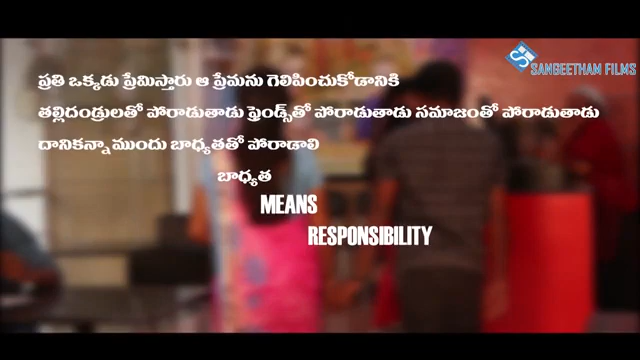 SANGEETHAM FILMS
ప్రతి ఒక్కడు ప్రేమిస్తారు ఆ ప్రేమను గెలిపించుకోడానికి
తల్లిదండ్రులతో పోరాడుతాడు ఫ్రెండ్స్‌తో పోరాడుతాడు సమాజంతో పోరాడుతాడు
దానికన్నా ముందు బాధ్యతతో పోరాడాలి
బాధ్యత
MEANS
RESPONSIBILITY